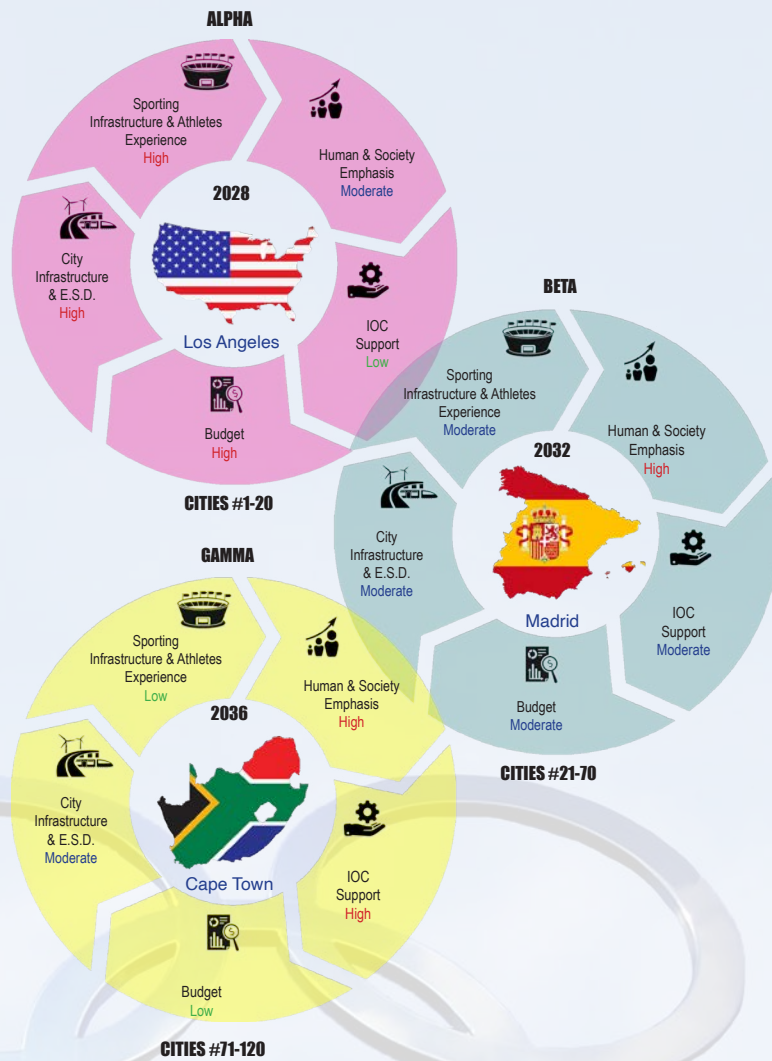 ALPHA
Sporting
Infrastructure & Athletes
Experience
High
Human & Society
Emphasis
Moderate
2028
City
Infrastructure
& E.S.D.
High
IOC
Support
Low
Los Angeles
Budget
High
CITIES #1-20
BETA
Sporting
Infrastructure & Athletes
Experience
Moderate
Human & Society
Emphasis
High
2032
City
Infrastructure
& E.S.D.
Moderate
IOC
Support
Moderate
Madrid
Budget
Moderate
CITIES #21-70
GAMMA
Sporting
Infrastructure & Athletes
Experience
Low
Human & Society
Emphasis
High
2036
City
Infrastructure
& E.S.D.
Moderate
IOC
Support
High
Cape Town
Budget
Low
CITIES #71-120